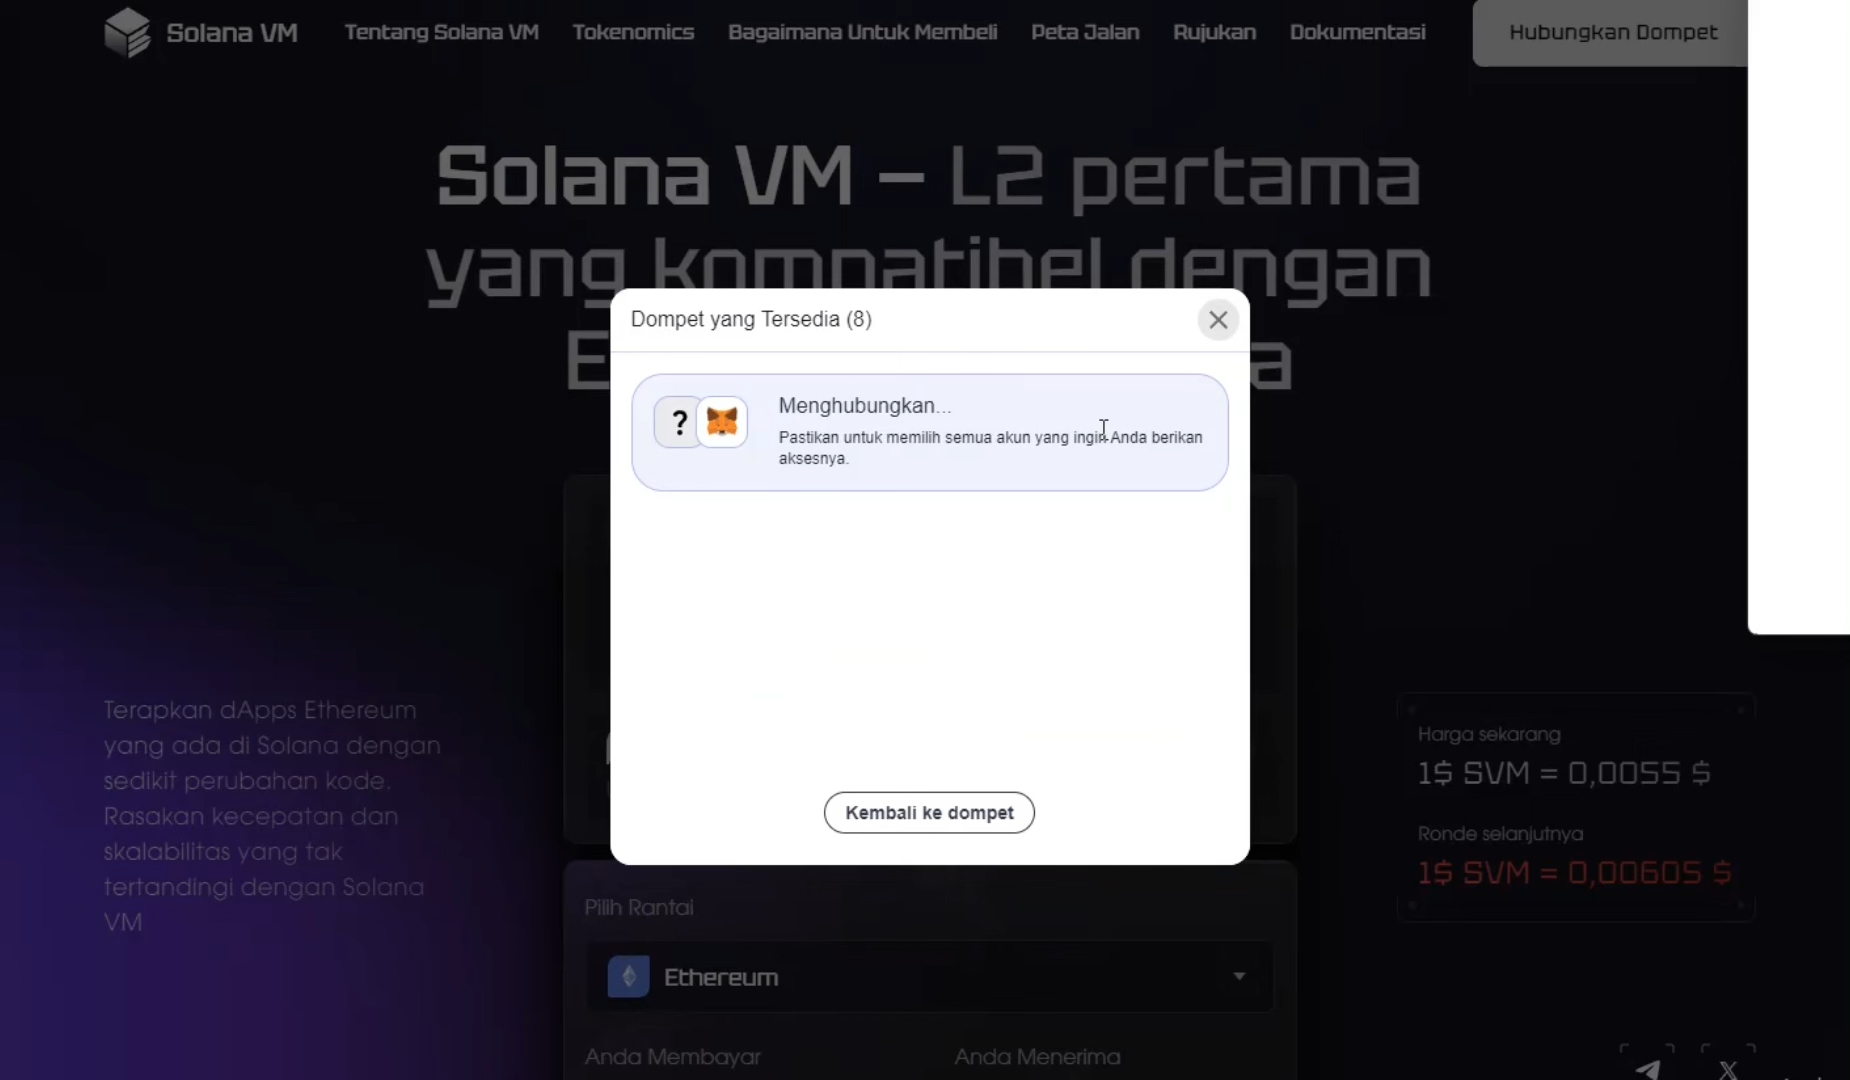 Solana VM
Tentang Solana VM
Tokenomics
Bagaimana Untuk Membeli
Peta Jalan
Rujukan
Dokumentasi
Hubungkan Dompet
Solana VM – L2 pertama
yang kompatibel dengan
Dompet yang Tersedia (8)
?
Menghubungkan...
Pastikan untuk memilih semua akun yang ingin Anda berikan
aksesnya.
Kembali ke dompet
Terapkan dApps Ethereum
yang ada di Solana dengan
sedikit perubahan kode.
Rasakan kecepatan dan
skalabilitas yang tak
tertandingi dengan Solana
VM
Harga sekarang
1$ SVM = 0,0055 $
Ronde selanjutnya
1$ SVM = 0,00605 $
Pilih Rantai
Ethereum
Anda Membayar
Anda Menerima